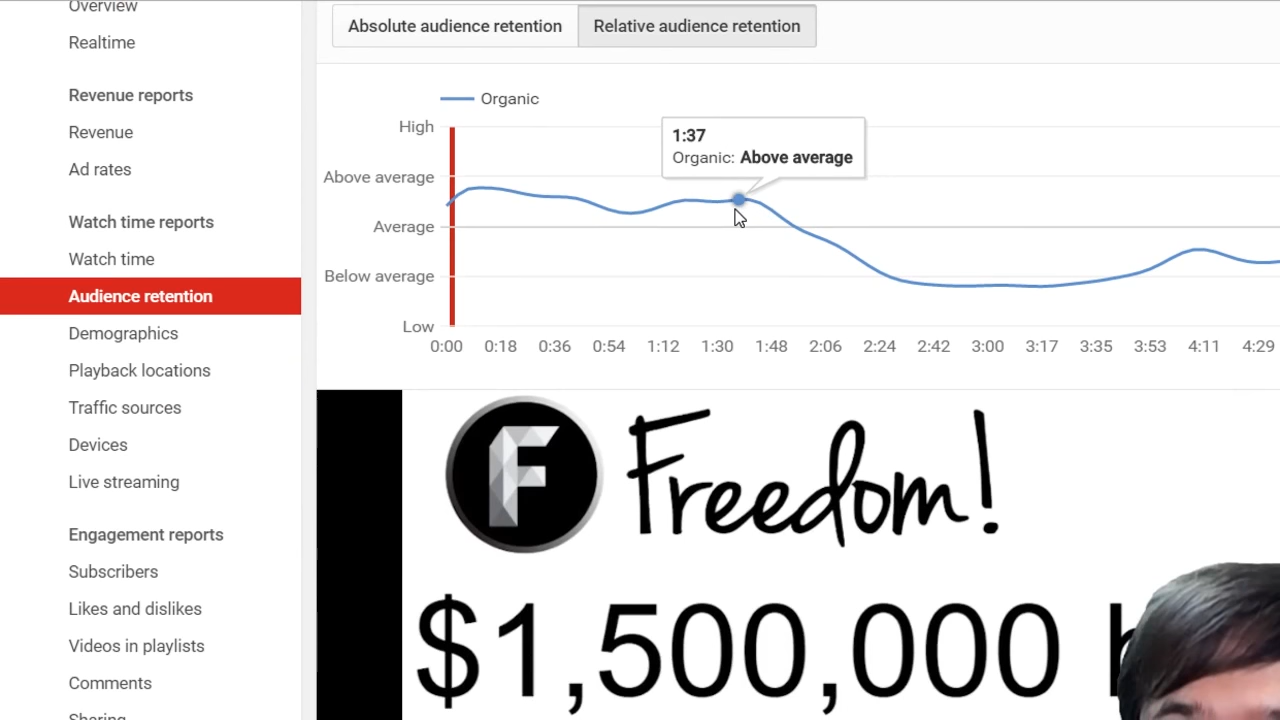 Overview
Realtime
Revenue reports
Revenue
Ad rates
Watch time reports
Watch time
Audience retention
Demographics
Playback locations
Traffic sources
Devices
Live streaming
Engagement reports
Subscribers
Likes and dislikes
Videos in playlists
Comments
Sharing
Absolute audience retention
Relative audience retention
Organic
1:37
Organic: Above average
High
Above average
Average
Below average
Low
0:00 0:18 0:36 0:54 1:12 1:30 1:48 2:06 2:24 2:42 3:00 3:17 3:35 3:53 4:11 4:29
F Freedom!
$1,500,000